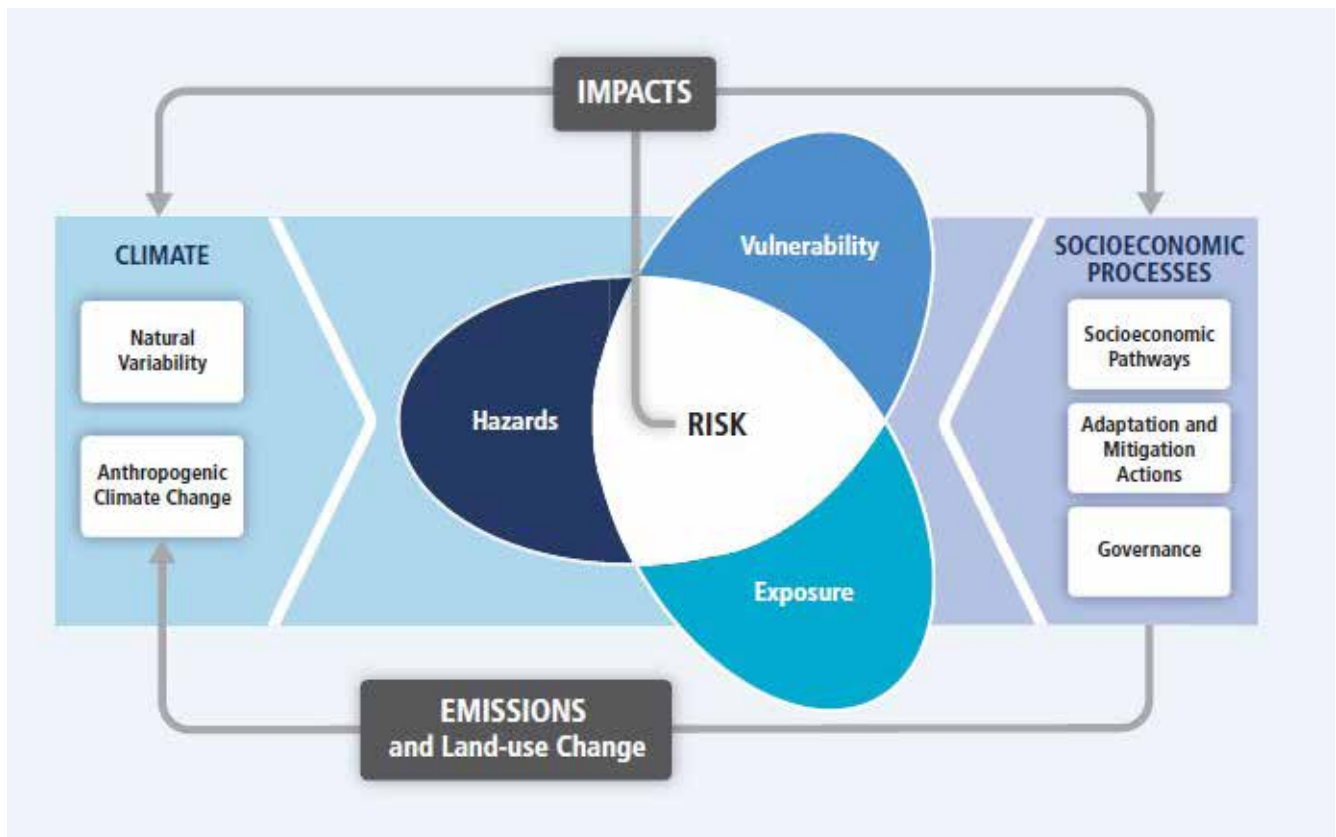 IMPACTS
CLIMATE
Natural
Variability
Anthropogenic
Climate Change
Vulnerability
Hazards
RISK
Exposure
SOCIOECONOMIC
PROCESSES
Socioeconomic
Pathways
Adaptation and
Mitigation
Actions
Governance
EMISSIONS
and Land-use Change